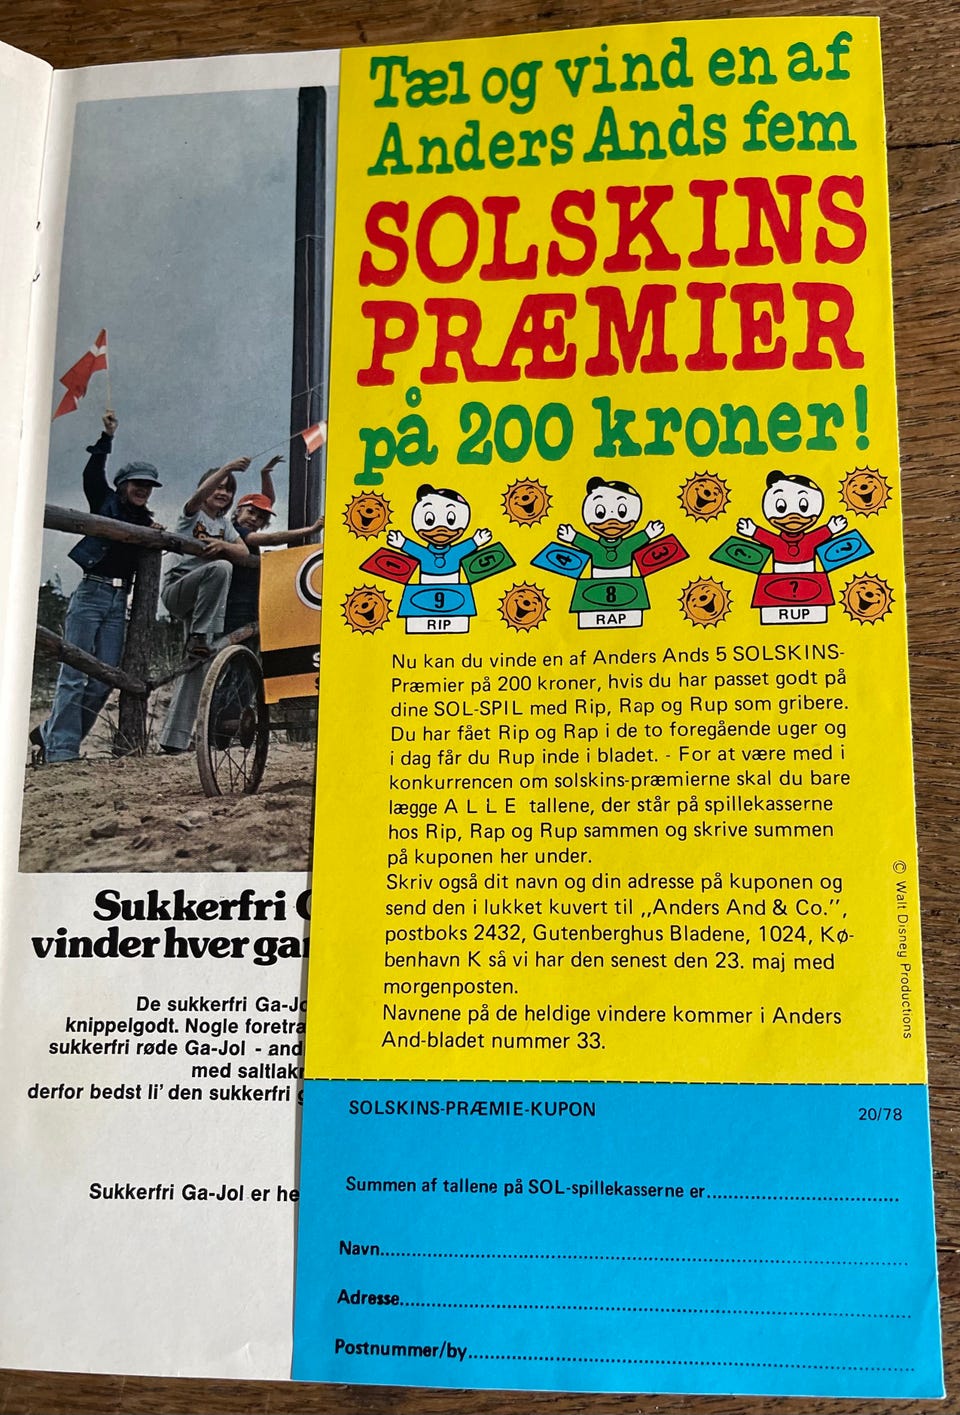 Tæl og vind en af
Anders Ands fem
SOLSKINS
PRÆMIER
på 200 kroner!
1
5
9
RIP
4
3
8
RAP
?
?
?
RUP
Nu kan du vinde en af Anders Ands 5 SOLSKINS-
Præmier på 200 kroner, hvis du har passet godt på
dine SOL-SPIL med Rip, Rap og Rup som gribere.
Du har fået Rip og Rap i de to foregående uger og
i dag får du Rup inde i bladet. - For at være med i
konkurrencen om solskins-præmierne skal du bare
lægge A L L E tallene, der står på spillekasserne
hos Rip, Rap og Rup sammen og skrive summen
på kuponen her under.
Skriv også dit navn og din adresse på kuponen og
send den i lukket kuvert til ,,Anders And & Co.'',
postboks 2432, Gutenberghus Bladene, 1024, Kø-
benhavn K så vi har den senest den 23. maj med
morgenposten.
Navnene på de heldige vindere kommer i Anders
And-bladet nummer 33.
© Walt Disney Productions
SOLSKINS-PRÆMIE-KUPON
20/78
Summen af tallene på SOL-spillekasserne er
Navn
Adresse
Postnummer/by
Sukkerfri
vinder hver
De sukkerfri
knippelgodt. Nogle
sukkerfri røde Ga-Jol -
med
derfor bedst li' den sukkerfri
Sukkerfri Ga-Jol er